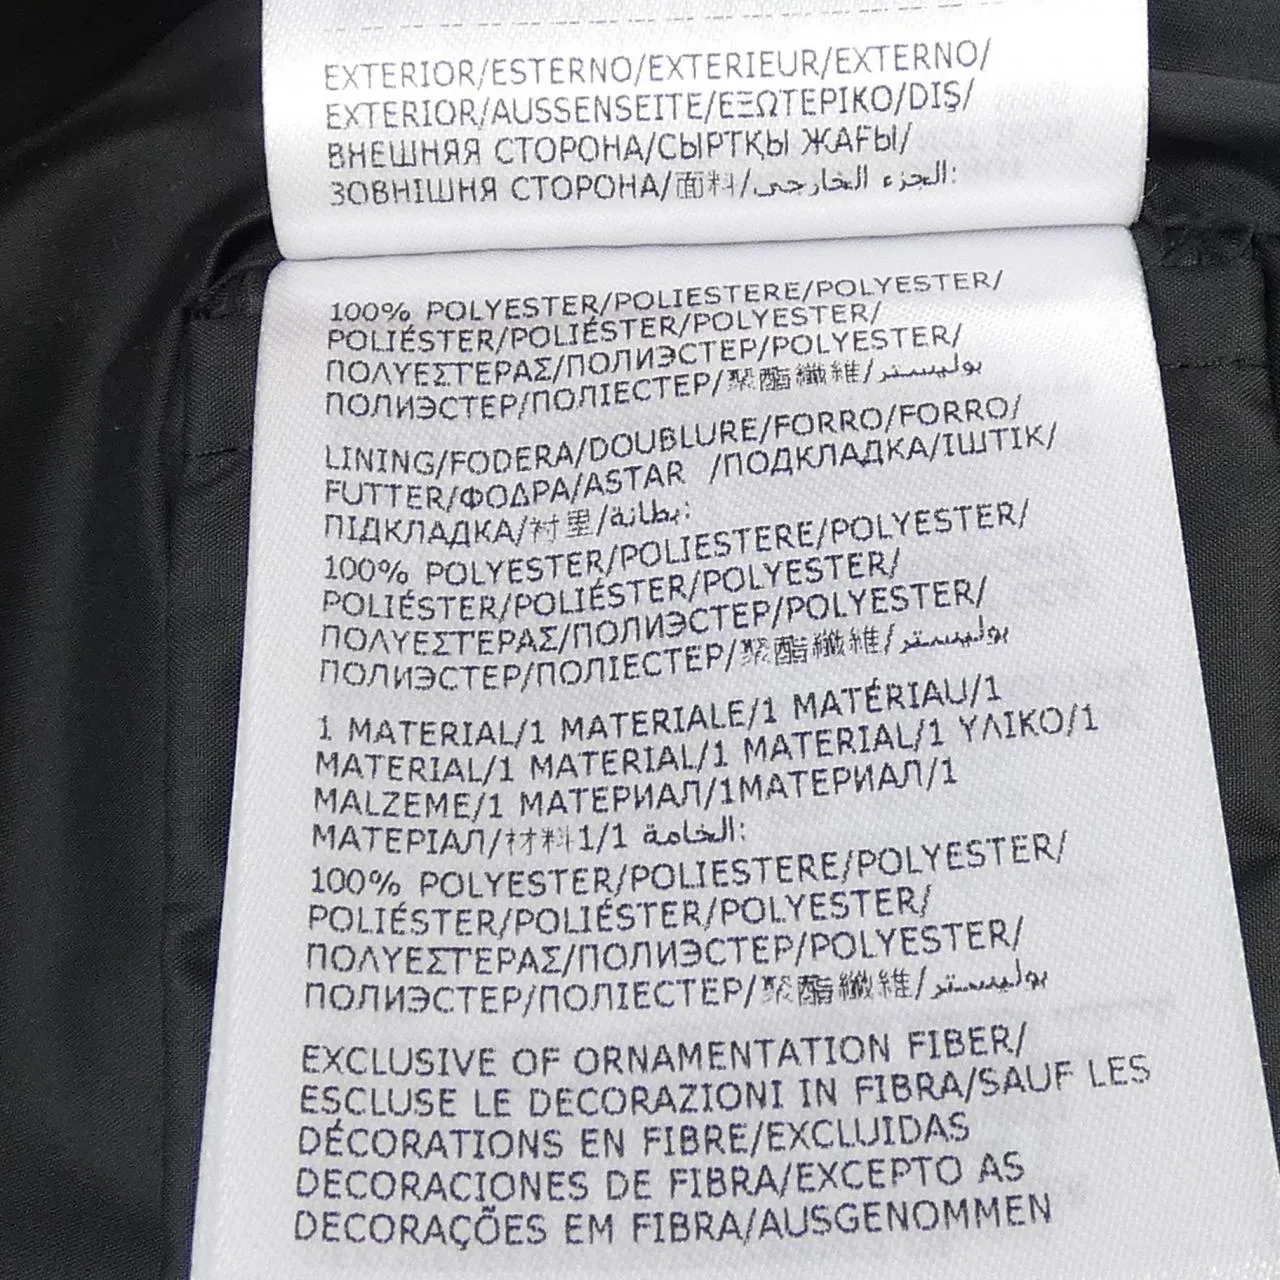 EXTERIOR/ESTERNO/EXTERIEUR/EXTERNO/
EXTERIOR/AUSSENSEITE/ΕΞΩΤΕΡΙΚΟ/DIŞ/
ВНЕШНЯЯ СТОРОНА/СЫРТҚЫ ЖАҒЫ/
ЗОВНІШНЯ СТОРОНА/面料/الجزء الخارجي:
100% POLYESTER/POLIESTERE/POLYESTER/
POLIÉSTER/POLIÉSTER/POLYESTER/
ΠΟΛΥΕΣΤΕΡΑΣ/ПОЛИЭСТЕР/POLYESTER/
ПОЛИЭСТЕР/ПОЛІЕСТЕР/聚酯纖維/بوليستر
LINING/FODERA/DOUBLURE/FORRO/FORRO/
FUTTER/ΦΟΔΡΑ/ASTAR /ПОДКЛАДКА/ІШТІК/
ПІДКЛАДКА/衬里/بطانة:
100% POLYESTER/POLIESTERE/POLYESTER/
POLIÉSTER/POLIÉSTER/POLYESTER/
ΠΟΛΥΕΣΤΕΡΑΣ/ПОЛИЭСТЕР/POLYESTER/
ПОЛИЭСТЕР/ПОЛІЕСТЕР/聚酯纖維/بوليستر
1 MATERIAL/1 MATERIALE/1 MATÉRIAU/1
MATERIAL/1 MATERIAL/1 MATERIAL/1 ΥΛΙΚΟ/1
MALZEME/1 МАТЕРИАЛ/1МАТЕРИАЛ/1
МАТЕРІАЛ/材料1/1 الخامة:
100% POLYESTER/POLIESTERE/POLYESTER/
POLIÉSTER/POLIÉSTER/POLYESTER/
ΠΟΛΥΕΣΤΕΡΑΣ/ПОЛИЭСТЕР/POLYESTER/
ПОЛИЭСТЕР/ПОЛІЕСТЕР/聚酯纖維/بوليستر
EXCLUSIVE OF ORNAMENTATION FIBER/
ESCLUSE LE DECORAZIONI IN FIBRA/SAUF LES
DÉCORATIONS EN FIBRE/EXCLUIDAS
DECORACIONES DE FIBRA/EXCEPTO AS
DECORAÇÕES EM FIBRA/AUSGENOMMEN